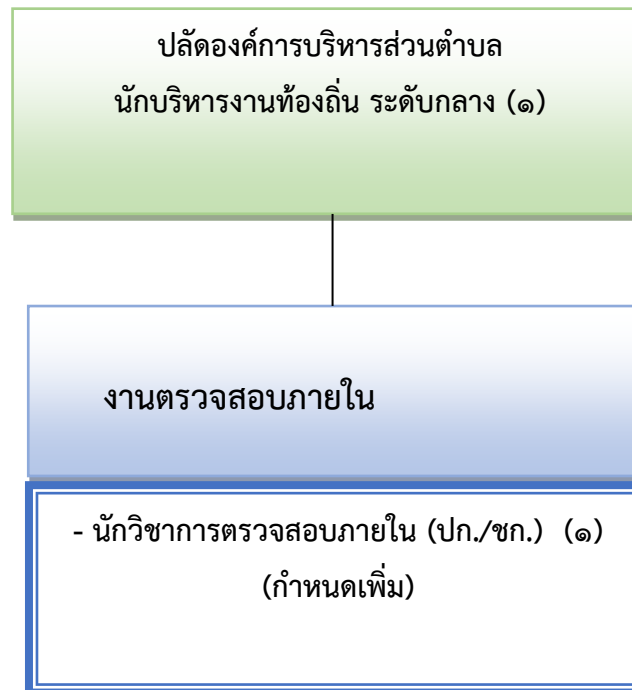 ปลัดองค์การบริหารส่วนตำบล
นักบริหารงานท้องถิ่น ระดับกลาง (๑)
งานตรวจสอบภายใน
- นักวิชาการตรวจสอบภายใน (ปก./ชก.) (๑)
(กำหนดเพิ่ม)